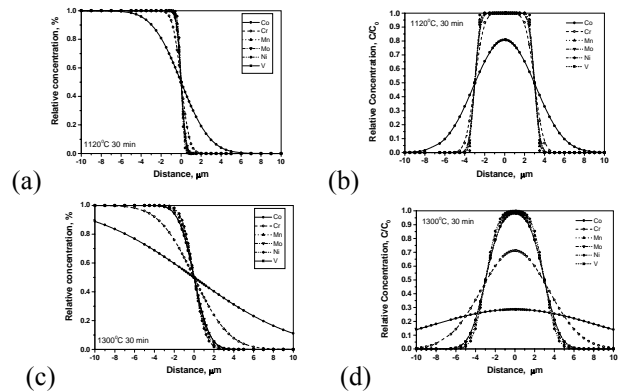 Relative concentration, %
1.0
0.8
0.6
0.4
0.2
0.0
Co
Cr
Mn
Mo
Ni
V
1120°C 30 min
-10 -8 -6 -4 -2 0 2 4 6 8 10
Distance, µm
(a)
Relative Concentration, C/C0
1.0
0.9
0.8
0.7
0.6
0.5
0.4
0.3
0.2
0.1
0.0
1120°C, 30 min
Co
Cr
Mn
Mo
Ni
V
-10 -8 -6 -4 -2 0 2 4 6 8 10
Distance, µm
(b)
Relative concentration, %
1.0
0.8
0.6
0.4
0.2
0.0
Co
Cr
Mn
Mo
Ni
V
1300°C 30 min
-10 -8 -6 -4 -2 0 2 4 6 8 10
Distance, µm
(c)
Relative Concentration, C/C0
1.0
0.9
0.8
0.7
0.6
0.5
0.4
0.3
0.2
0.1
0.0
1300°C, 30 min
Co
Cr
Mn
Mo
Ni
V
-10 -8 -6 -4 -2 0 2 4 6 8 10
Distance, µm
(d)